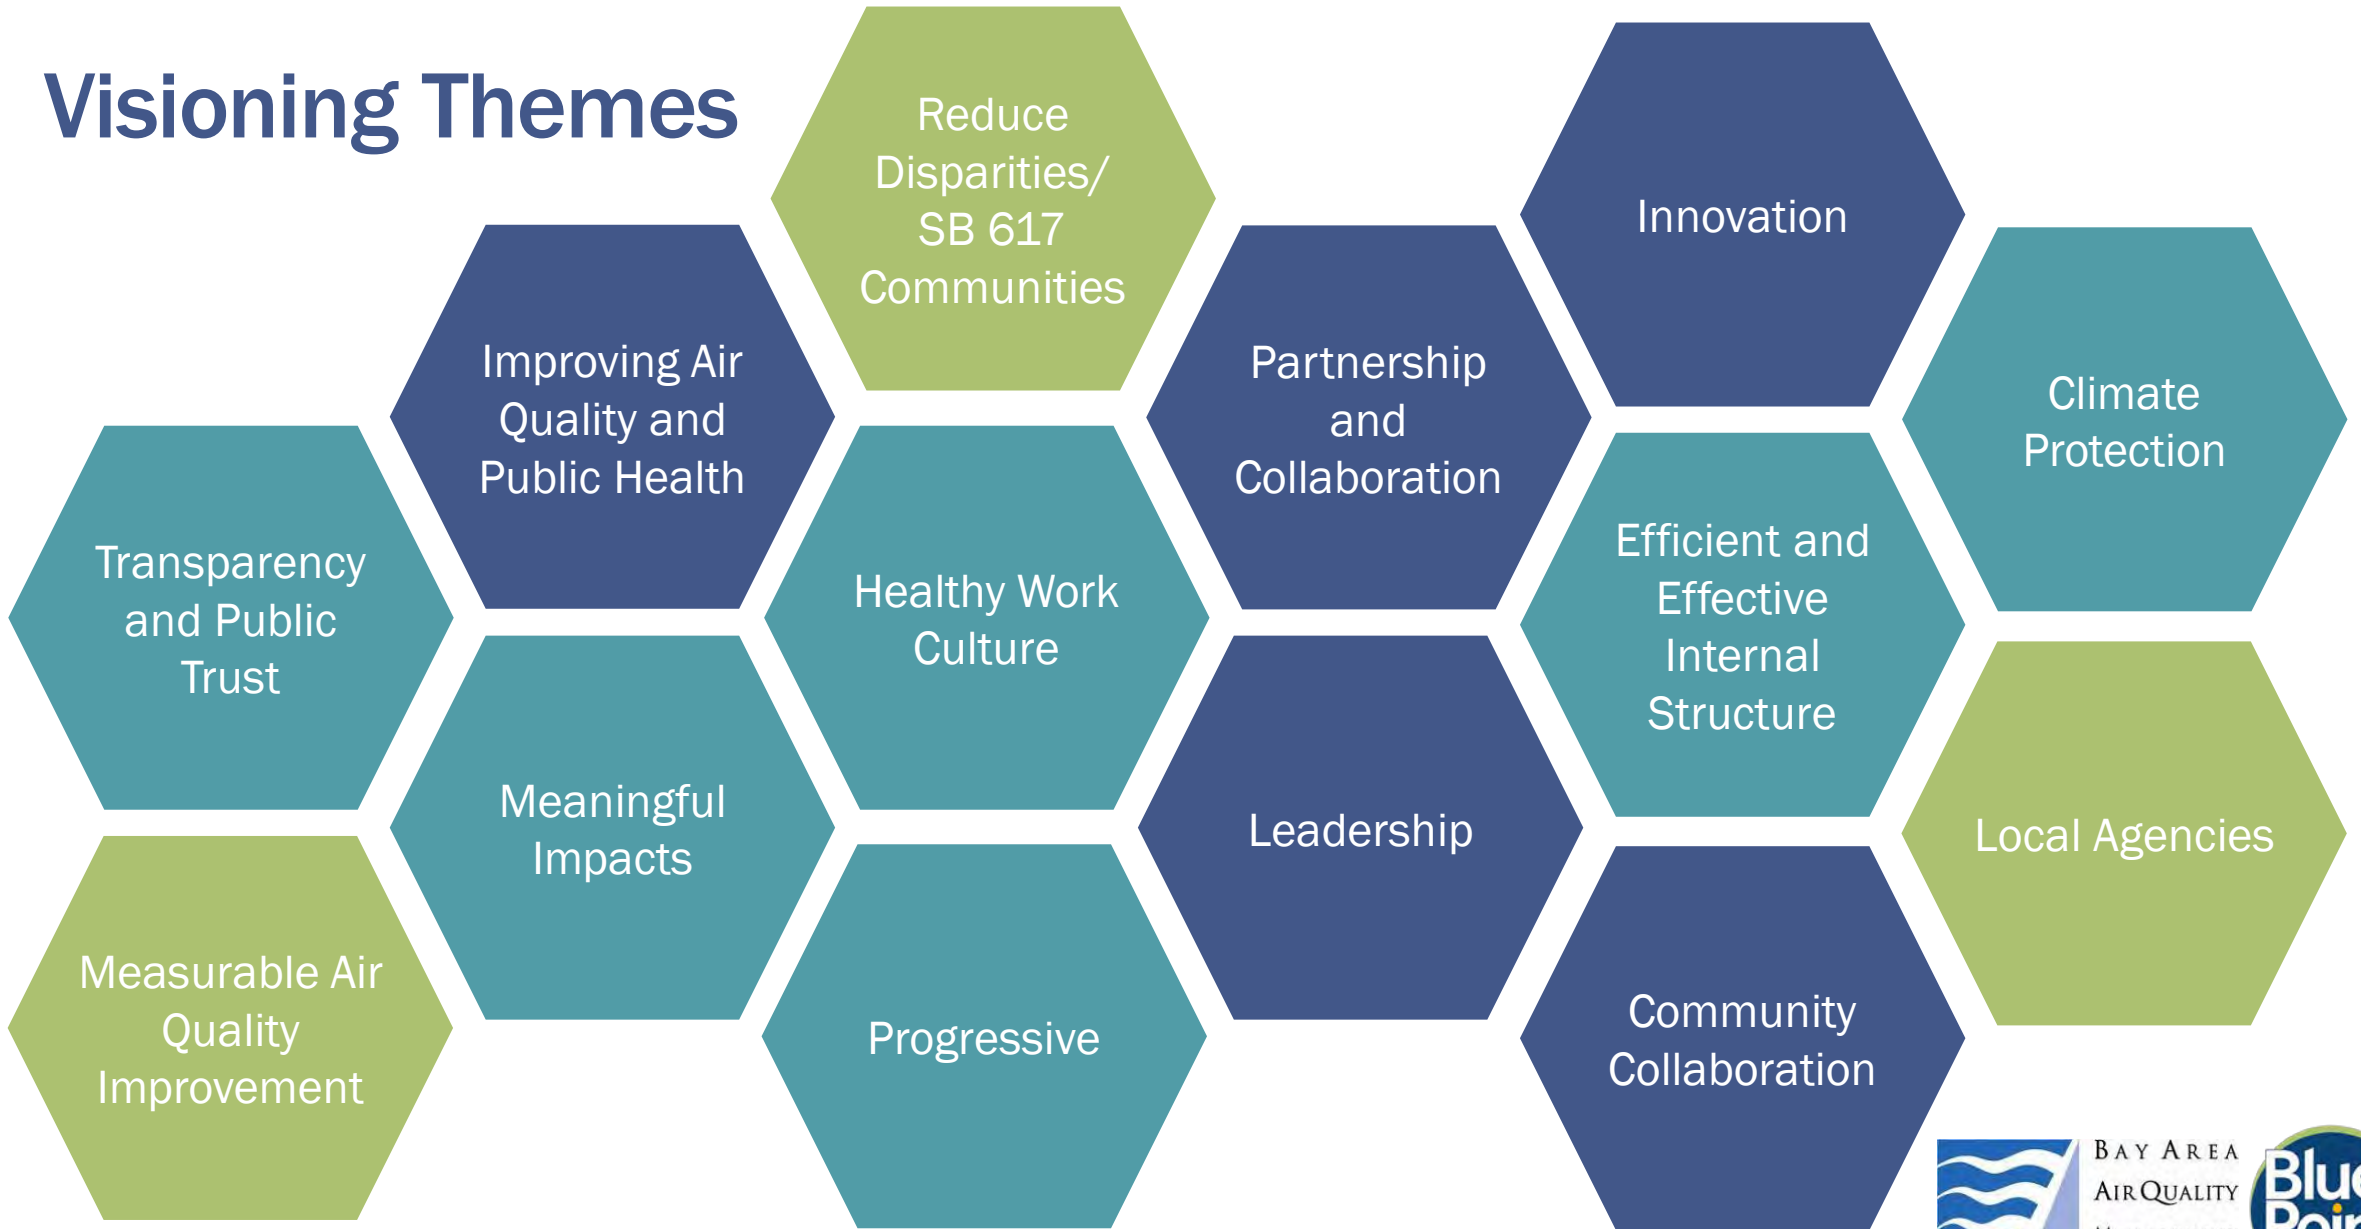 Visioning Themes
Reduce
Disparities/
SB 617
Communities
Innovation
Improving Air
Quality and
Public Health
Partnership
and
Collaboration
Climate
Protection
Transparency
and Public
Trust
Healthy Work
Culture
Efficient and
Effective
Internal
Structure
Meaningful
Impacts
Leadership
Local Agencies
Measurable Air
Quality
Improvement
Progressive
Community
Collaboration
BAY AREA
AIR QUALITY
Blue